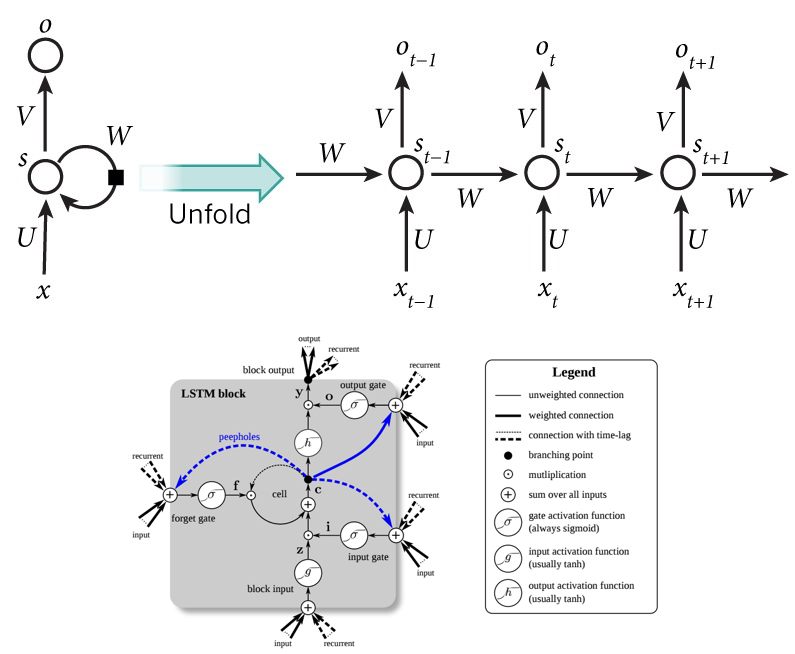 o
V
s
W
U
x
Unfold
o t-1
o t
o t+1
V
V
V
W
s t-1
s t
s t+1
W
W
W
U
U
U
x t-1
x t
x t+1
output
recurrent
block output
LSTM block
y
output gate
o
σ
recurrent
input
h
peepholes
recurrent
f
σ
cell
c
forget gate
input
recurrent
i
σ
z
input gate
input
g
block input
input
recurrent
Legend
unweighted connection
weighted connection
connection with time-lag
branching point
mutliplication
sum over all inputs
σ
gate activation function
(always sigmoid)
g
input activation function
(usually tanh)
h
output activation function
(usually tanh)